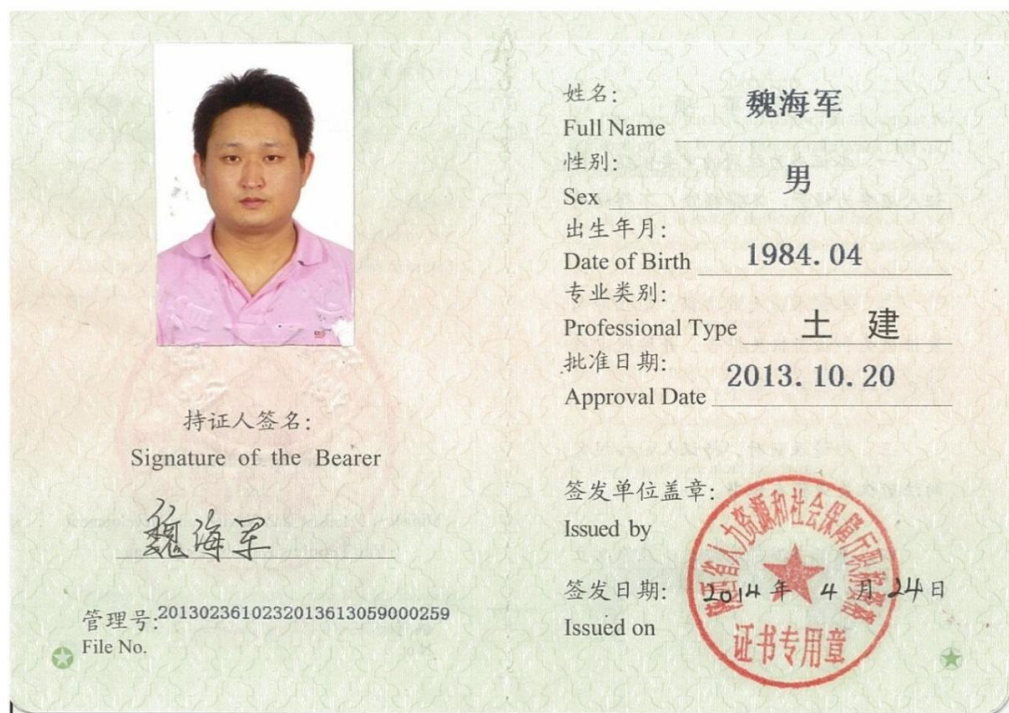 持证人签名:
Signature of the Bearer
魏海军
管理号:20130236102320136130590000259
File No.
姓名: 魏海军
Full Name
性别: 男
Sex
出生年月:
Date of Birth 1984.04
专业类别:
Professional Type 土 建
批准日期:
Approval Date 2013.10.20
签发单位盖章:
Issued by
陕西省人力资源和社会保障厅职称
证书专用章
签发日期: 2014年 4月24日
Issued on